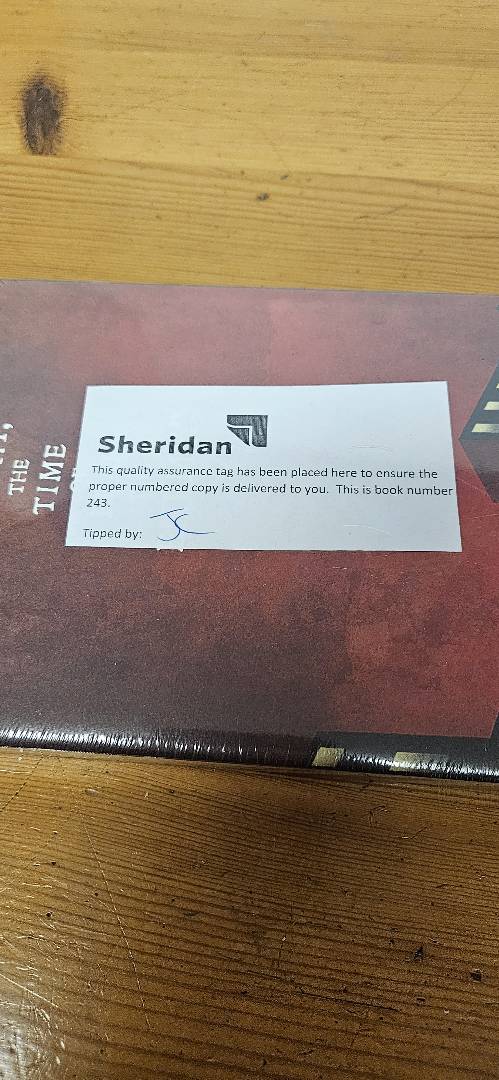 THE
TIME
Sheridan
This quality assurance tag has been placed here to ensure the
proper numbered copy is delivered to you. This is book number
243.
Tipped by: JC